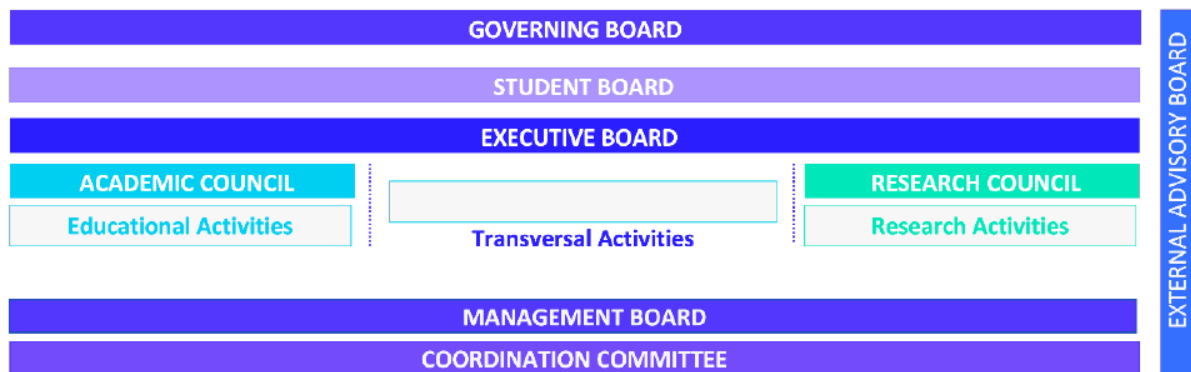 GOVERNING BOARD
STUDENT BOARD
EXECUTIVE BOARD
ACADEMIC COUNCIL
Educational Activities
Transversal Activities
RESEARCH COUNCIL
Research Activities
MANAGEMENT BOARD
COORDINATION COMMITTEE
EXTERNAL ADVISORY BOARD